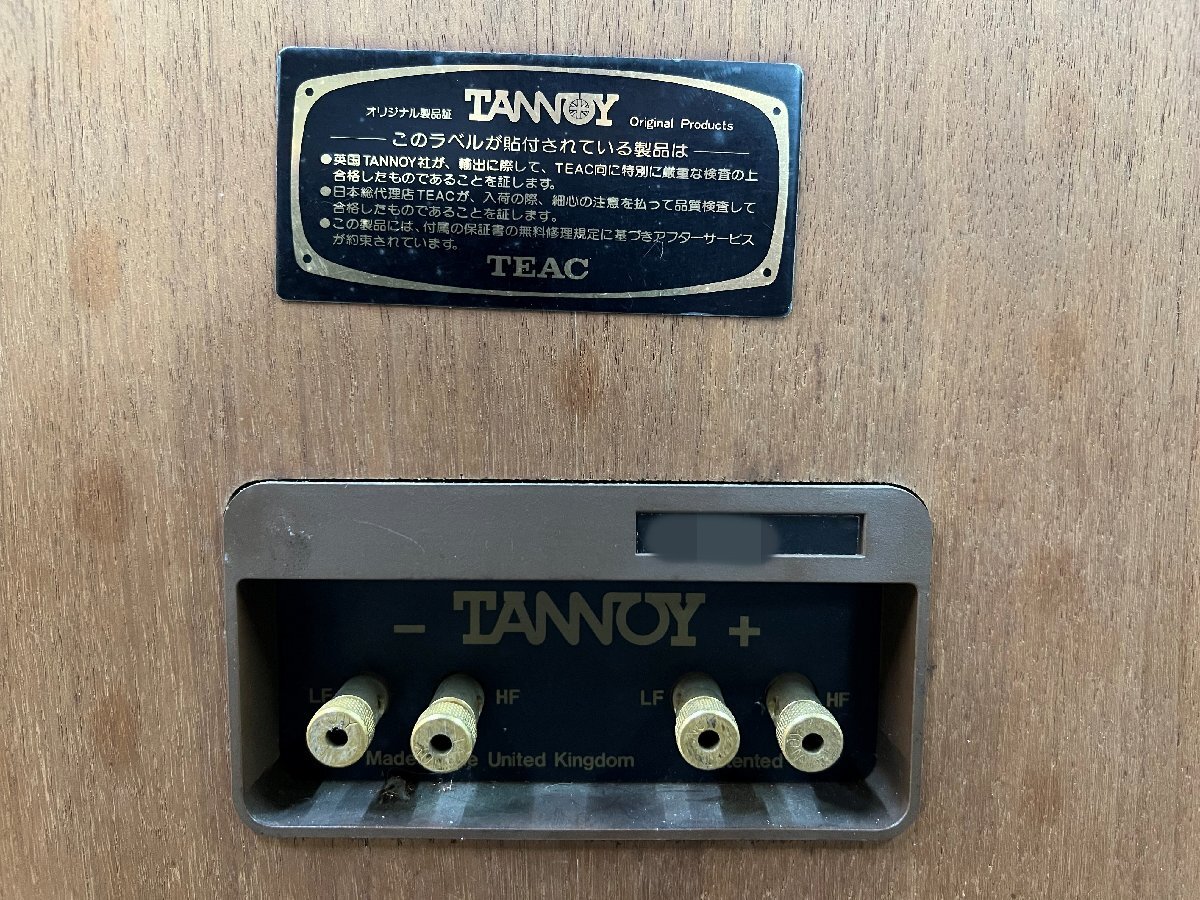 オリジナル製品証 TANNOY Original Products
このラベルが貼付されている製品は
●英国TANNOY社が、輸出に際して、TEAC向に特別に厳重な検査の上
合格したものであることを証します。
●日本総代理店TEACが、入荷の際、細心の注意を払って品質検査して
合格したものであることを証します。
●この製品には、付属の保証書の無料修理規定に基づきアフターサービス
が約束されています。
TEAC
- TANNOY +
LF HF LF HF
Made United Kingdom